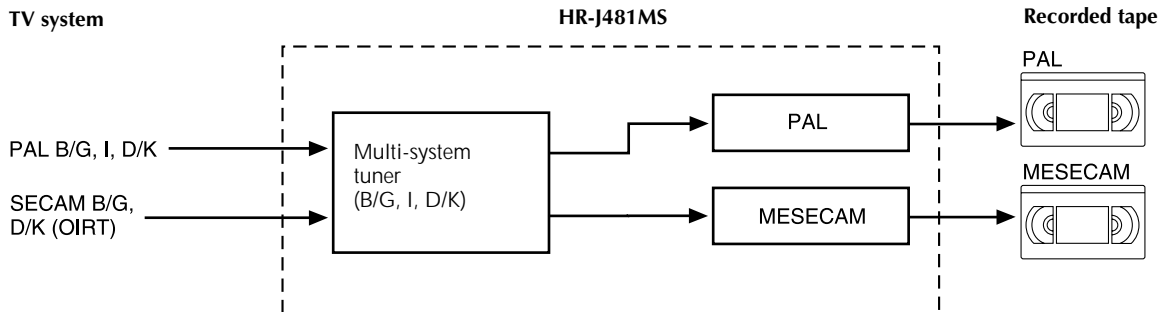 TV system
HR-J481MS
Recorded tape
PAL
PAL B/G, I, D/K
SECAM B/G,
D/K (OIRT)
Multi-system
tuner
(B/G, I, D/K)
PAL
MESECAM
MESECAM